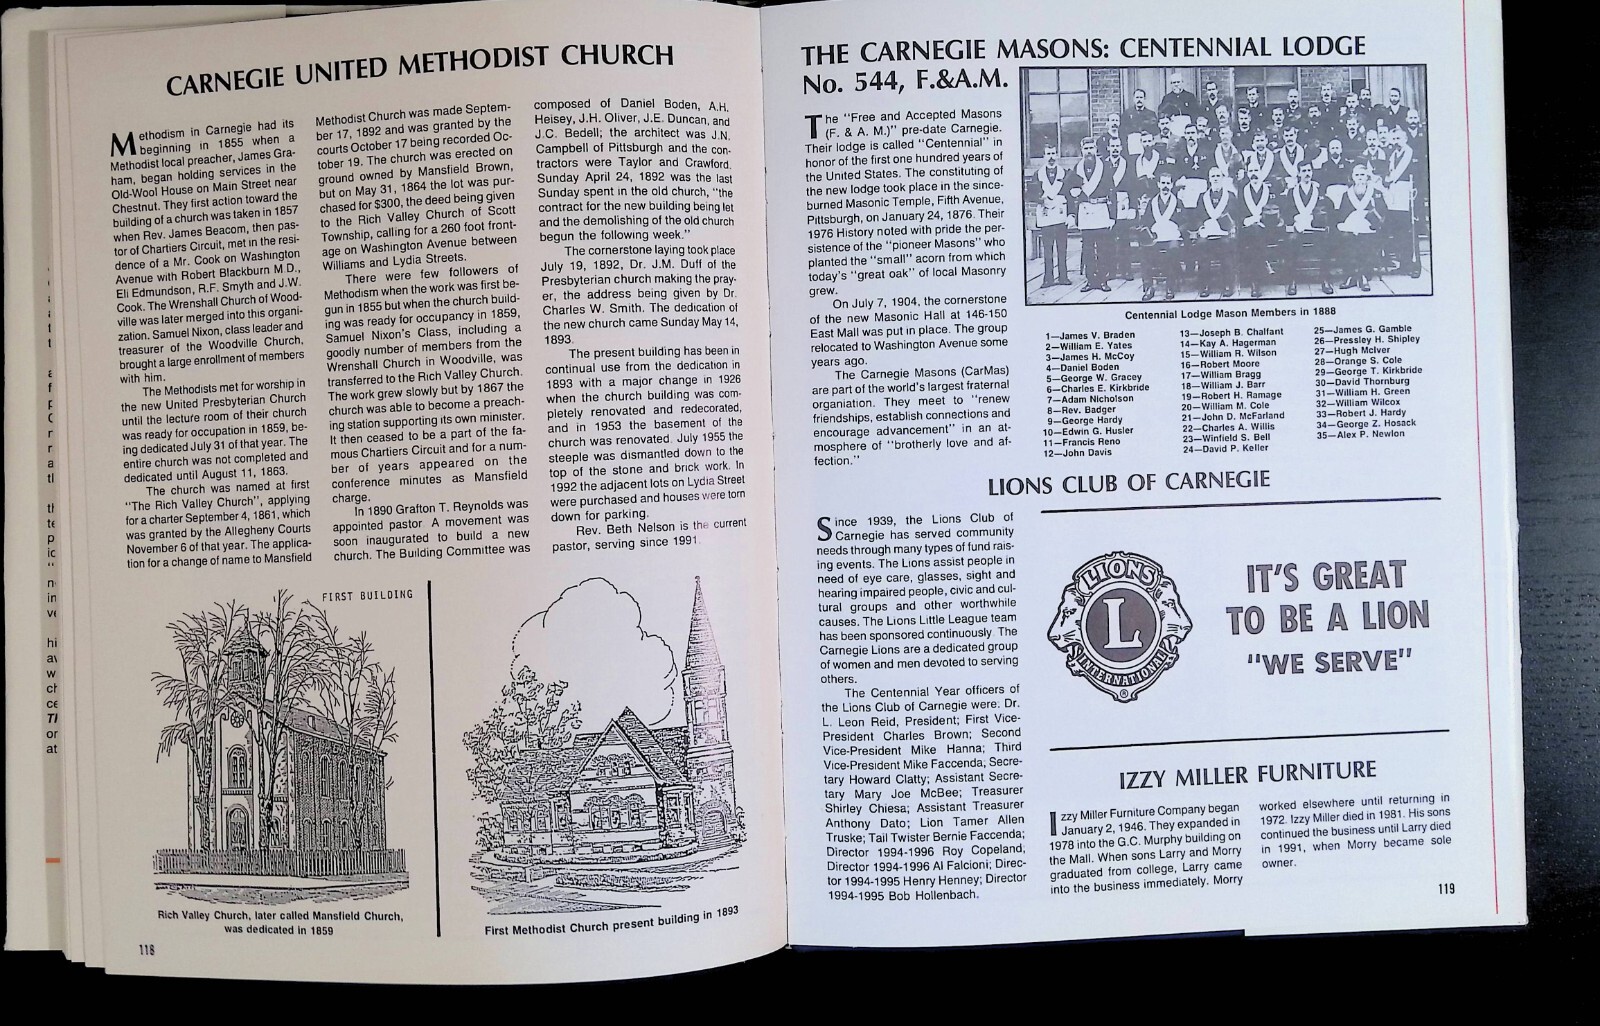 CARNEGIE UNITED METHODIST CHURCH
Methodism in Carnegie had its
beginning in 1855 when a
Methodist local preacher, James Gra-
ham, began holding services in the
Old-Wool House on Main Street near
Chestnut. They first action toward the
building of a church was taken in 1857
when Rev. James Beacom, then pas-
tor of Chartiers Circuit, met in the resi-
dence of a Mr. Cook on Washington
Avenue with Robert Blackburn M D.,
Eli Edmundson, R.F. Smyth and J.W.
Cook. The Wrenshall Church of Wood-
ville was later merged into this organi-
zation, Samuel Nixon, class leader and
treasurer of the Woodville Church,
brought a large enrollment of members
with him.
The Methodists met for worship in
the new United Presbyterian Church
until the lecture room of their church
was ready for occupation in 1859, be-
ing dedicated July 31 of that year. The
entire church was not completed and
dedicated until August 11, 1863.
The church was named at first
"The Rich Valley Church", applying
for a charter September 4, 1861, which
was granted by the Allegheny Courts
November 6 of that year. The applica-
tion for a change of name to Mansfield
Methodist Church was made Septem-
ber 17, 1892 and was granted by the
courts October 17 being recorded Oc-
tober 19. The church was erected on
ground owned by Mansfield Brown,
but on May 31, 1864 the lot was pur-
chased for $300, the deed being given
to the Rich Valley Church of Scott
Township, calling for a 260 foot front-
age on Washington Avenue between
Williams and Lydia Streets.
There were few followers of
Methodism when the work was first be-
gun in 1855 but when the church build-
ing was ready for occupancy in 1859,
Samuel Nixon's Class, including a
goodly number of members from the
Wrenshall Church in Woodville, was
transferred to the Rich Valley Church.
The work grew slowly but by 1867 the
church was able to become a preach-
ing station supporting its own minister.
It then ceased to be a part of the fa-
mous Chartiers Circuit and for a num-
ber of years appeared on the
conference minutes as Mansfield
charge.
In 1890 Grafton T. Reynolds was
appointed pastor. A movement was
soon inaugurated to build a new
church. The Building Committee was
composed of Daniel Boden, A.H.
Heisey, J.H. Oliver, J.E. Duncan, and
J.C. Bedell; the architect was J.N.
Campbell of Pittsburgh and the con-
tractors were Taylor and Crawford.
Sunday April 24, 1892 was the last
Sunday spent in the old church, "the
contract for the new building being let
and the demolishing of the old church
begun the following week."
The cornerstone laying took place
July 19, 1892, Dr. J.M. Duff of the
Presbyterian church making the pray-
er, the address being given by Dr.
Charles W. Smith. The dedication of
the new church came Sunday May 14,
1893.
The present building has been in
continual use from the dedication in
1893 with a major change in 1926
when the church building was com-
pletely renovated and redecorated,
and in 1953 the basement of the
church was renovated. July 1955 the
steeple was dismantled down to the
top of the stone and brick work. In
1992 the adjacent lots on Lydia Street
were purchased and houses were torn
down for parking.
Rev. Beth Nelson is the current
pastor, serving since 1991.
FIRST BUILDING
Rich Valley Church, later called Mansfield Church,
was dedicated in 1859
First Methodist Church present building in 1893
118
THE CARNEGIE MASONS: CENTENNIAL LODGE
No. 544, F.&A.M.
The "Free and Accepted Masons
(F. & A. M.)" pre-date Carnegie.
Their lodge is called "Centennial" in
honor of the first one hundred years of
the United States. The constituting of
the new lodge took place in the since-
burned Masonic Temple, Fifth Avenue,
Pittsburgh, on January 24, 1876. Their
1976 History noted with pride the per-
sistence of the "pioneer Masons" who
planted the "small" acorn from which
today's "great oak" of local Masonry
grew.
On July 7, 1904, the cornerstone
of the new Masonic Hall at 146-150
East Mall was put in place. The group
relocated to Washington Avenue some
years ago.
The Carnegie Masons (CarMas)
are part of the world's largest fraternal
organiation. They meet to "renew
friendships, establish connections and
encourage advancement" in an at-
mosphere of "brotherly love and af-
fection."
Centennial Lodge Mason Members in 1888
1—James V. Braden
2—William E. Yates
3—James H. McCoy
4—Daniel Boden
5—George W. Gracey
6—Charles E. Kirkbride
7—Adam Nicholson
8—Rev. Badger
9—George Hardy
10—Edwin G. Husler
11—Francis Reno
12—John Davis
13—Joseph B. Chalfant
14—Kay A. Hagerman
15—William R. Wilson
16—Robert Moore
17—William Bragg
18—William J. Barr
19—Robert H. Ramage
20—William M. Cole
21—John D. McFarland
22—Charles A. Willis
23—Winfield S. Bell
24—David P. Keller
25—James G. Gamble
26—Pressley H. Shipley
27—Hugh McIver
28—Orange S. Cole
29—George T. Kirkbride
30—David Thornburg
31—William H. Green
32—William Wilcox
33—Robert J. Hardy
34—George Z. Hosack
35—Alex P. Newlon
LIONS CLUB OF CARNEGIE
Since 1939, the Lions Club of
Carnegie has served community
needs through many types of fund rais-
ing events. The Lions assist people in
need of eye care, glasses, sight and
hearing impaired people, civic and cul-
tural groups and other worthwhile
causes. The Lions Little League team
has been sponsored continuously. The
Carnegie Lions are a dedicated group
of women and men devoted to serving
others.
The Centennial Year officers of
the Lions Club of Carnegie were: Dr.
L. Leon Reid, President; First Vice-
President Charles Brown; Second
Vice-President Mike Hanna; Third
Vice-President Mike Faccenda; Secre-
tary Howard Clatty; Assistant Secre-
tary Mary Joe McBee; Treasurer
Shirley Chiesa; Assistant Treasurer
Anthony Dato; Lion Tamer Allen
Truske; Tail Twister Bernie Faccenda;
Director 1994-1996 Roy Copeland;
Director 1994-1996 Al Falcioni; Direc-
tor 1994-1995 Henry Henney; Director
1994-1995 Bob Hollenbach.
LIONS
L
INTERNATIONAL
®
IT'S GREAT
TO BE A LION
"WE SERVE"
IZZY MILLER FURNITURE
Izzy Miller Furniture Company began
January 2, 1946. They expanded in
1978 into the G.C. Murphy building on
the Mall. When sons Larry and Morry
graduated from college, Larry came
into the business immediately. Morry
worked elsewhere until returning in
1972. Izzy Miller died in 1981. His sons
continued the business until Larry died
in 1991, when Morry became sole
owner.
119